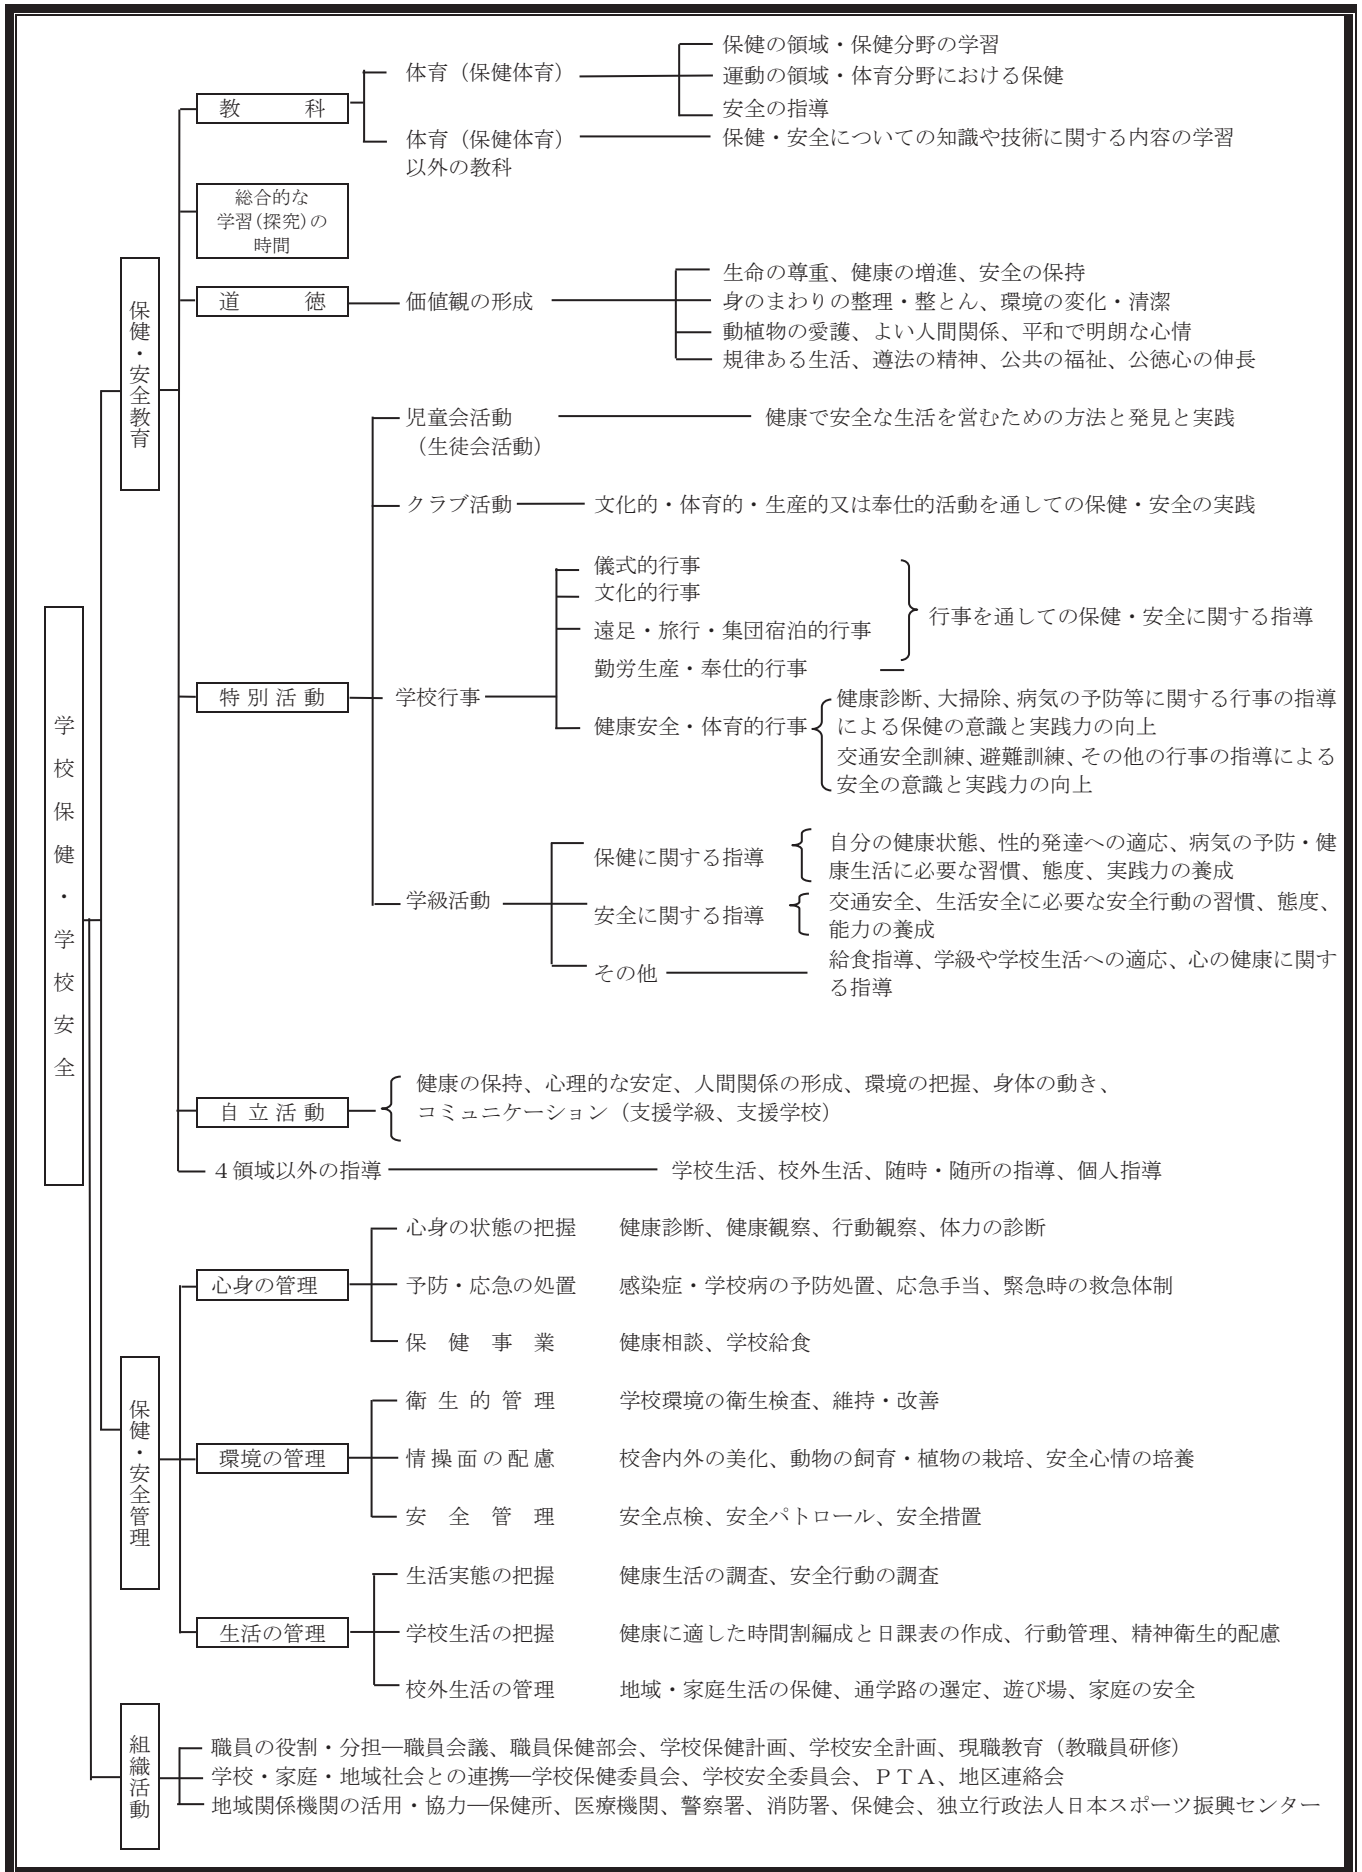 学校保健・学校安全
保健・安全教育
教科
体育（保健体育）
保健の領域・保健分野の学習
運動の領域・体育分野における保健
安全の指導
体育（保健体育）
以外の教科
保健・安全についての知識や技術に関する内容の学習
総合的な
学習(探究)の
時間
道徳
価値観の形成
生命の尊重、健康の増進、安全の保持
身のまわりの整理・整とん、環境の変化・清潔
動植物の愛護、よい人間関係、平和で明朗な心情
規律ある生活、遵法の精神、公共の福祉、公徳心の伸長
特別活動
児童会活動
（生徒会活動）
健康で安全な生活を営むための方法と発見と実践
クラブ活動
文化的・体育的・生産的又は奉仕的活動を通しての保健・安全の実践
学校行事
儀式的行事
文化的行事
遠足・旅行・集団宿泊的行事
勤労生産・奉仕的行事
行事を通しての保健・安全に関する指導
健康安全・体育的行事
健康診断、大掃除、病気の予防等に関する行事の指導
による保健の意識と実践力の向上
交通安全訓練、避難訓練、その他の行事の指導による
安全の意識と実践力の向上
学級活動
保健に関する指導
自分の健康状態、性的発達への適応、病気の予防・健
康生活に必要な習慣、態度、実践力の養成
安全に関する指導
交通安全、生活安全に必要な安全行動の習慣、態度、
能力の養成
その他
給食指導、学級や学校生活への適応、心の健康に関す
る指導
自立活動
健康の保持、心理的な安定、人間関係の形成、環境の把握、身体の動き、
コミュニケーション（支援学級、支援学校）
４領域以外の指導
学校生活、校外生活、随時・随所の指導、個人指導
保健・安全管理
心身の管理
心身の状態の把握
健康診断、健康観察、行動観察、体力の診断
予防・応急の処置
感染症・学校病の予防処置、応急手当、緊急時の救急体制
保健事業
健康相談、学校給食
環境の管理
衛生的管理
学校環境の衛生検査、維持・改善
情操面の配慮
校舎内外の美化、動物の飼育・植物の栽培、安全心情の培養
安全管理
安全点検、安全パトロール、安全措置
生活の管理
生活実態の把握
健康生活の調査、安全行動の調査
学校生活の把握
健康に適した時間割編成と日課表の作成、行動管理、精神衛生的配慮
校外生活の管理
地域・家庭生活の保健、通学路の選定、遊び場、家庭の安全
組織活動
職員の役割・分担―職員会議、職員保健部会、学校保健計画、学校安全計画、現職教育（教職員研修）
学校・家庭・地域社会との連携―学校保健委員会、学校安全委員会、ＰＴＡ、地区連絡会
地域関係機関の活用・協力―保健所、医療機関、警察署、消防署、保健会、独立行政法人日本スポーツ振興センター